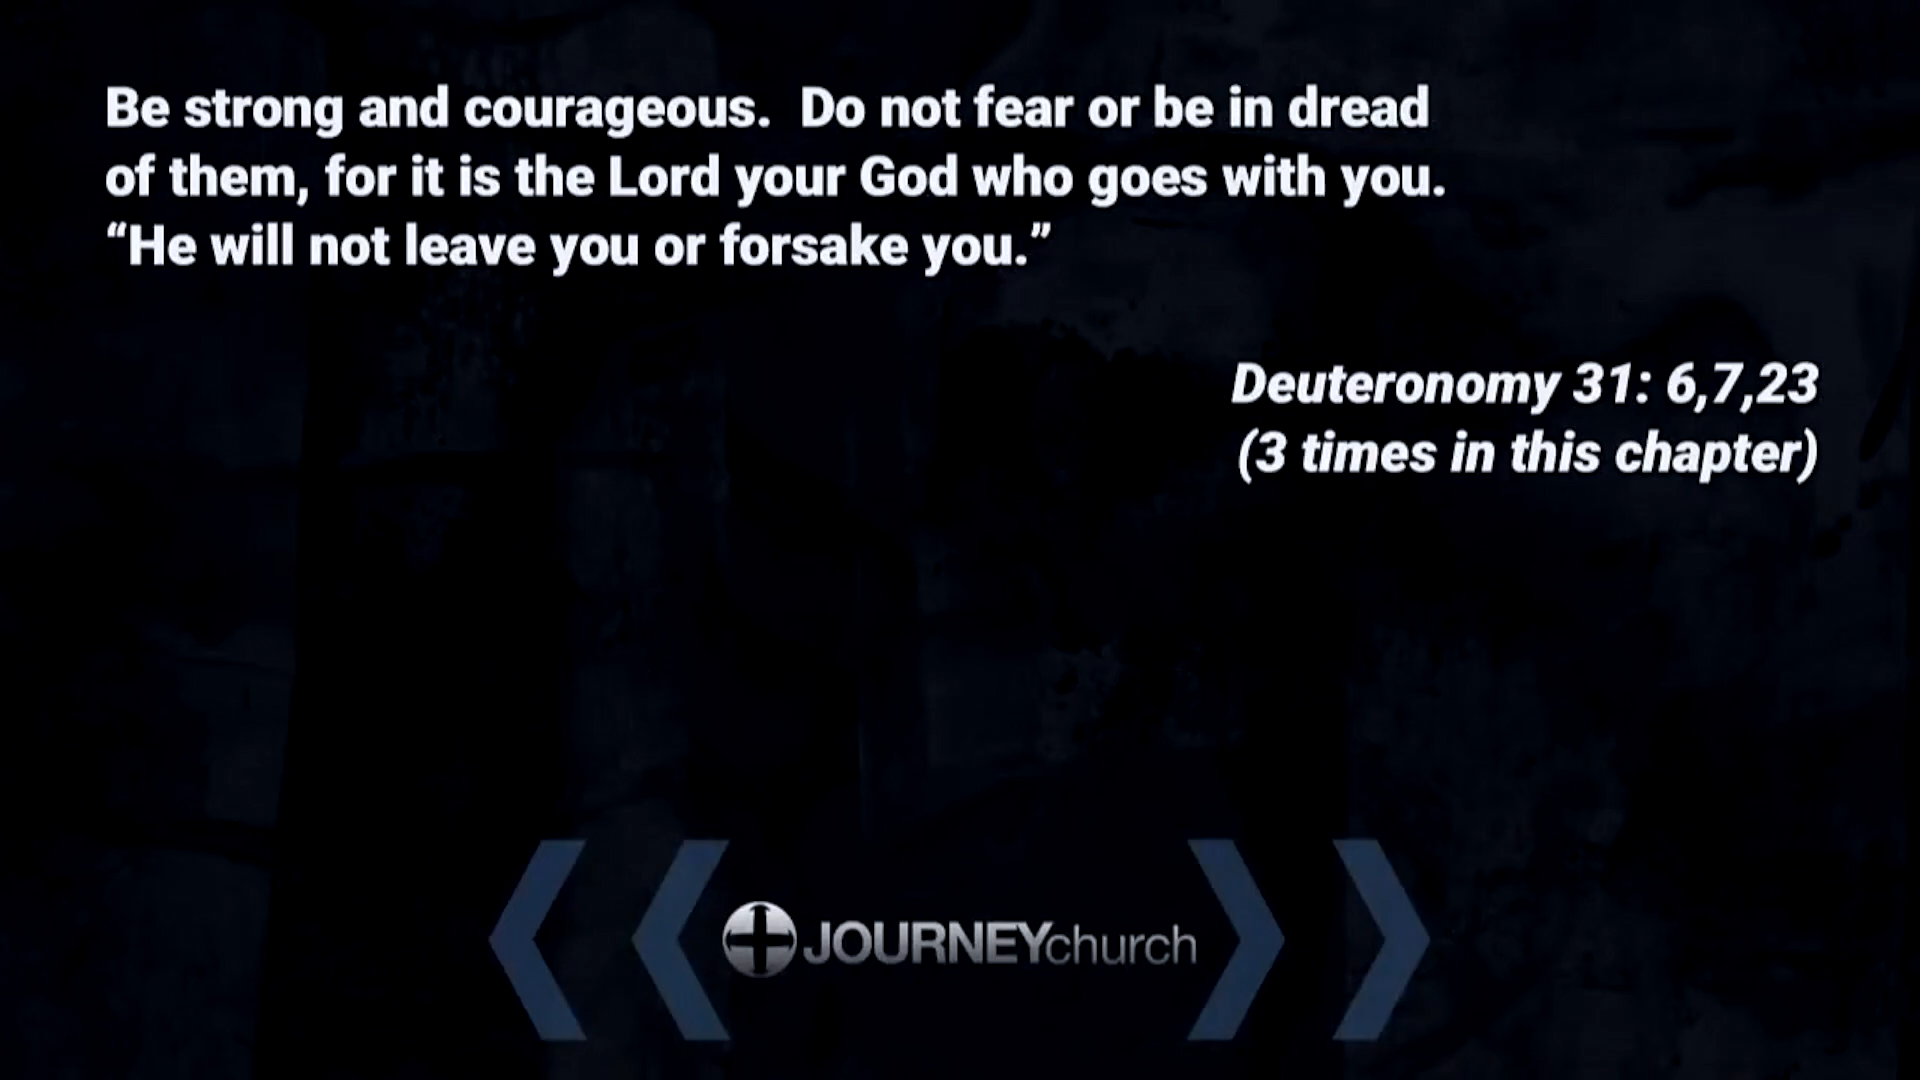 Be strong and courageous.  Do not fear or be in dread
of them, for it is the Lord your God who goes with you.
“He will not leave you or forsake you.”
Deuteronomy 31: 6,7,23
(3 times in this chapter)
JOURNEYchurch